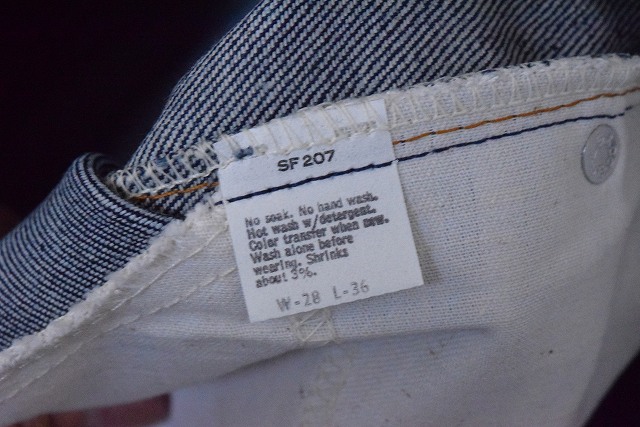 SF 207
No soak. No hand wash.
Hot wash w/detergent.
Color transfer when new.
Wash alone before
wearing. Shrinks
about 3%.
W-28 L-36